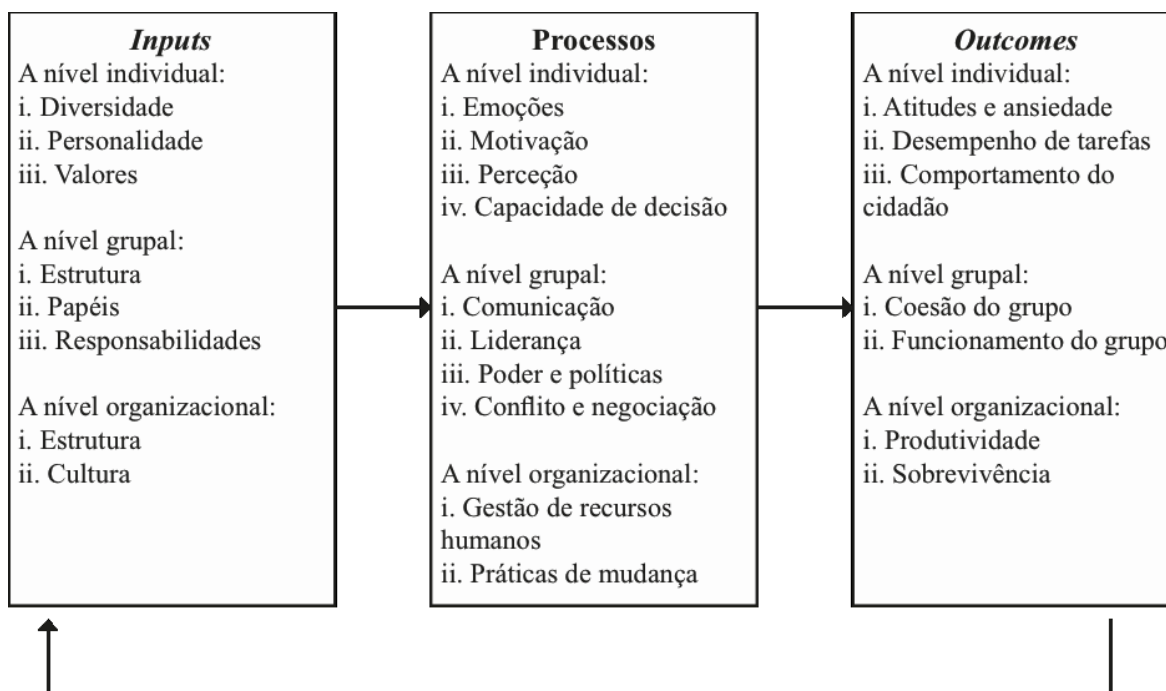 Inputs
A nível individual:
i. Diversidade
ii. Personalidade
iii. Valores
A nível grupal:
i. Estrutura
ii. Papéis
iii. Responsabilidades
A nível organizacional:
i. Estrutura
ii. Cultura
Processos
A nível individual:
i. Emoções
ii. Motivação
iii. Perceção
iv. Capacidade de decisão
A nível grupal:
i. Comunicação
ii. Liderança
iii. Poder e políticas
iv. Conflito e negociação
A nível organizacional:
i. Gestão de recursos
humanos
ii. Práticas de mudança
Outcomes
A nível individual:
i. Atitudes e ansiedade
ii. Desempenho de tarefas
iii. Comportamento do
cidadão
A nível grupal:
i. Coesão do grupo
ii. Funcionamento do grupo
A nível organizacional:
i. Produtividade
ii. Sobrevivência